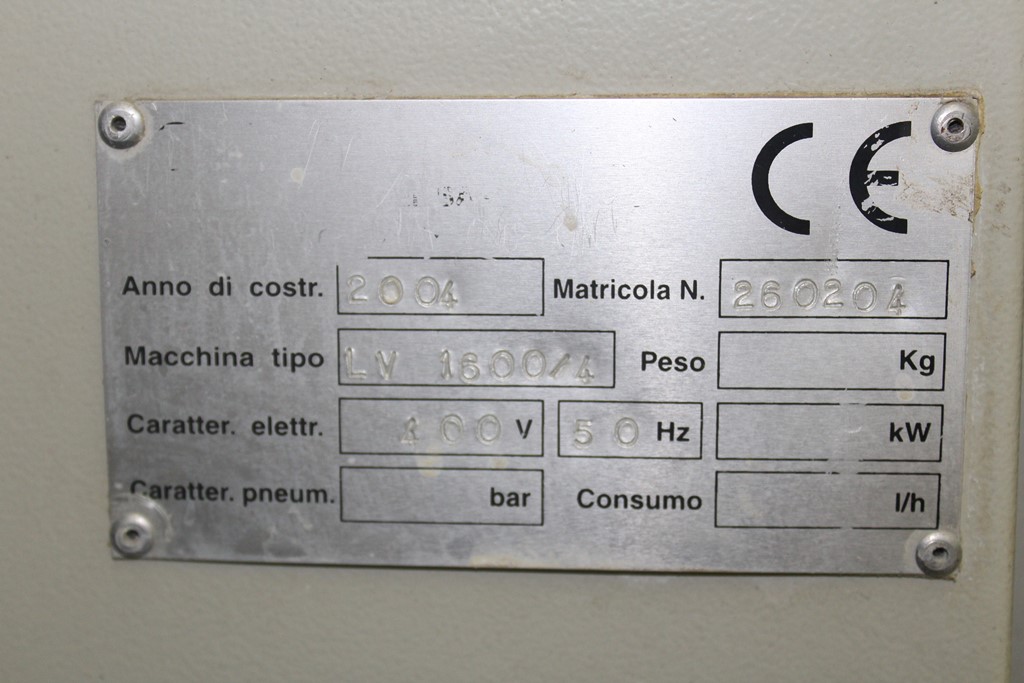 CE
Anno di costr. 2004 Matricola N. 260204
Macchina tipo LV 1600/4 Peso Kg
Caratter. elettr. 400 V 50 Hz kW
Caratter. pneum. bar Consumo l/h